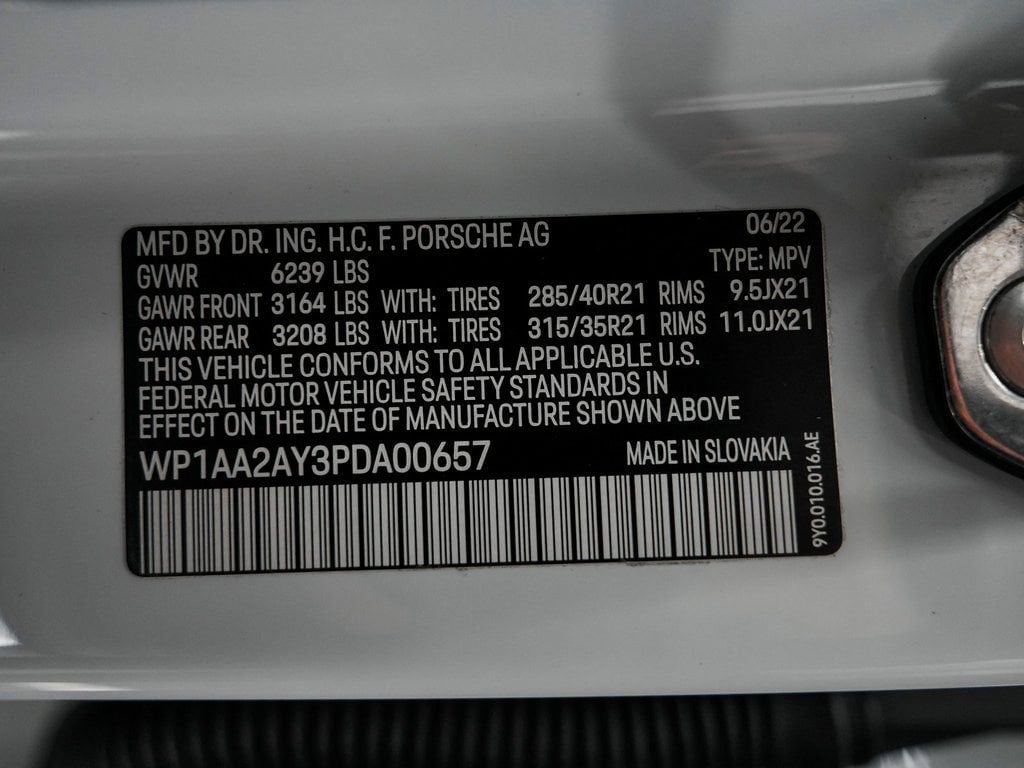 MFD BY DR. ING. H.C. F. PORSCHE AG 06/22
GVWR 6239 LBS TYPE: MPV
GAWR FRONT 3164 LBS WITH: TIRES 285/40R21 RIMS 9.5JX21
GAWR REAR 3208 LBS WITH: TIRES 315/35R21 RIMS 11.0JX21
THIS VEHICLE CONFORMS TO ALL APPLICABLE U.S.
FEDERAL MOTOR VEHICLE SAFETY STANDARDS IN
EFFECT ON THE DATE OF MANUFACTURE SHOWN ABOVE
WP1AA2AY3PDA00657 MADE IN SLOVAKIA
9Y0.010.016.AE